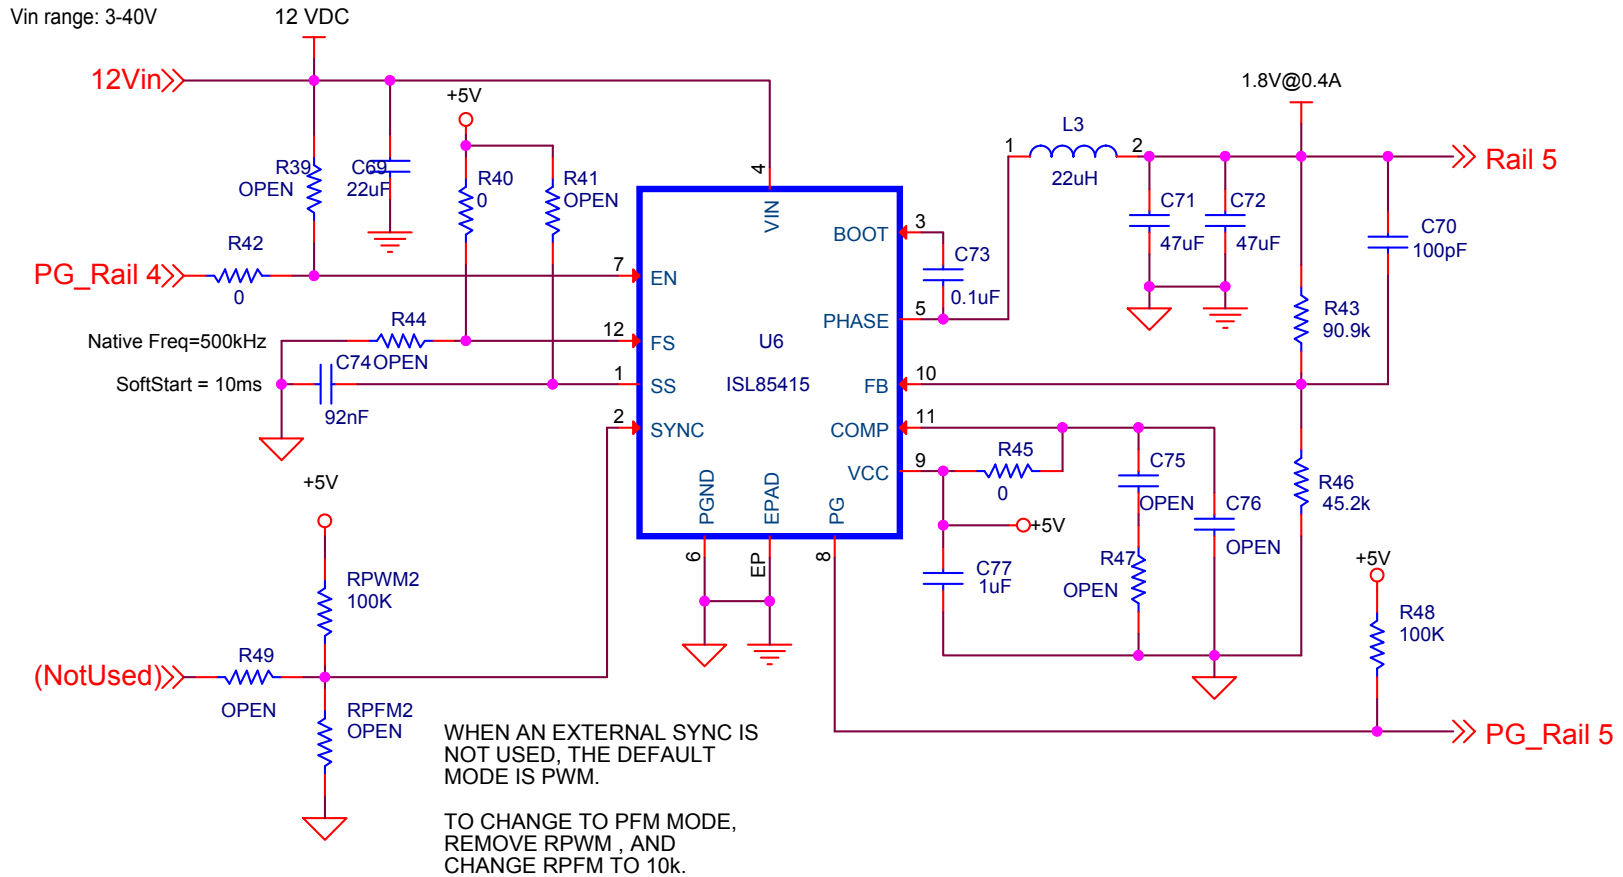 Vin range: 3-40V
12 VDC
12Vin
+5V
1.8V@0.4A
L3
1
2
22uH
Rail 5
R39
OPEN
C69
22uF
R40
0
R41
OPEN
4
VIN
C71
47uF
C72
47uF
C70
100pF
R42
0
PG_Rail 4
7
EN
BOOT
3
C73
0.1uF
PHASE
5
R43
90.9k
Native Freq=500kHz
R44
OPEN
12
FS
U6
ISL85415
SoftStart = 10ms
C74
92nF
1
SS
FB
10
2
SYNC
COMP
11
VCC
9
R45
0
C75
OPEN
C76
OPEN
R46
45.2k
+5V
PGND
EPAD
PG
6
EP
8
+5V
C77
1uF
R47
OPEN
+5V
RPWM2
100K
R48
100K
(NotUsed)
R49
OPEN
RPFM2
OPEN
PG_Rail 5
WHEN AN EXTERNAL SYNC IS
NOT USED, THE DEFAULT
MODE IS PWM.
TO CHANGE TO PFM MODE,
REMOVE RPWM , AND
CHANGE RPFM TO 10k.